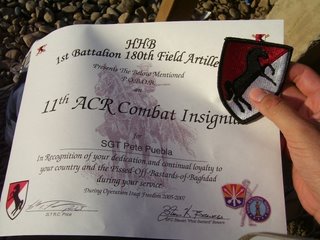 HHB
1st Battalion 180th Field Artille
Presents The Below Mentioned
P.O.B.O.B.
an
11th ACR Combat Insignia
for
SGT Pete Puebla
In Recognition of your dedication and continual loyalty to
your country and the Pissed-Off-Bastards-of-Baghdad
during your service
During Operation Iraqi Freedom 2005-2007